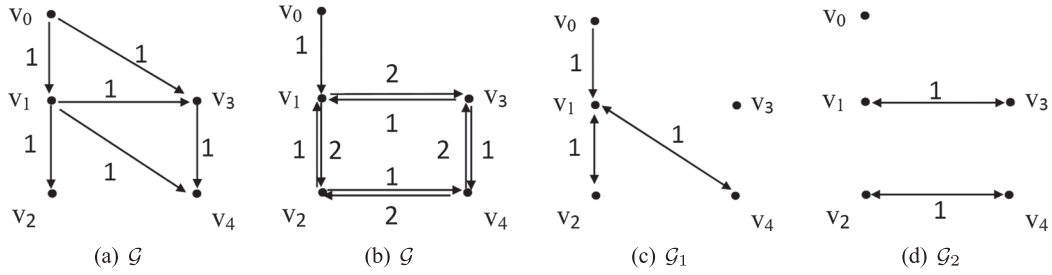 v₀
1
1
v₁
1
v₃
1
1
1
v₂
v₄
(a) 𝒢
v₀
1
2
v₁
v₃
1
1
2
2
1
1
v₂
2
v₄
(b) 𝒢
v₀
1
v₁
v₃
1
1
v₂
v₄
(c) 𝒢₁
v₀
1
v₁
v₃
v₂
1
v₄
(d) 𝒢₂